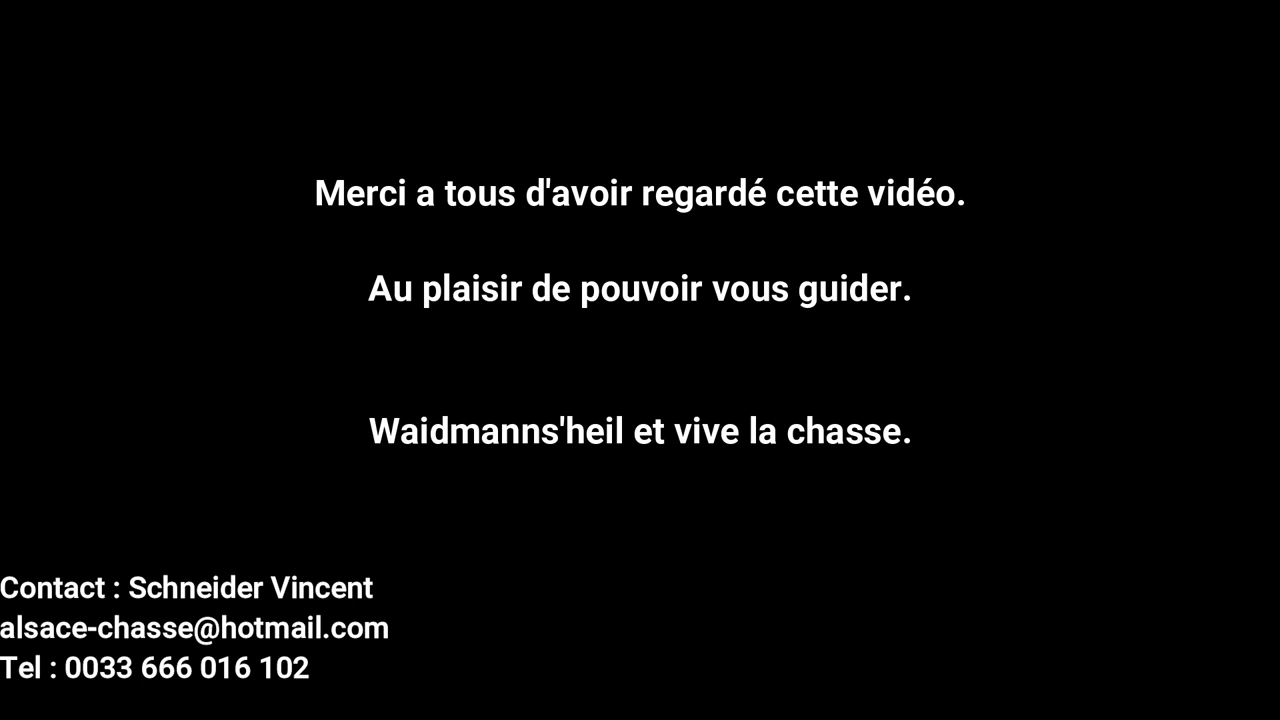 Merci a tous d'avoir regardé cette vidéo.
Au plaisir de pouvoir vous guider.
Waidmanns'heil et vive la chasse.
Contact : Schneider Vincent
alsace-chasse@hotmail.com
Tel : 0033 666 016 102